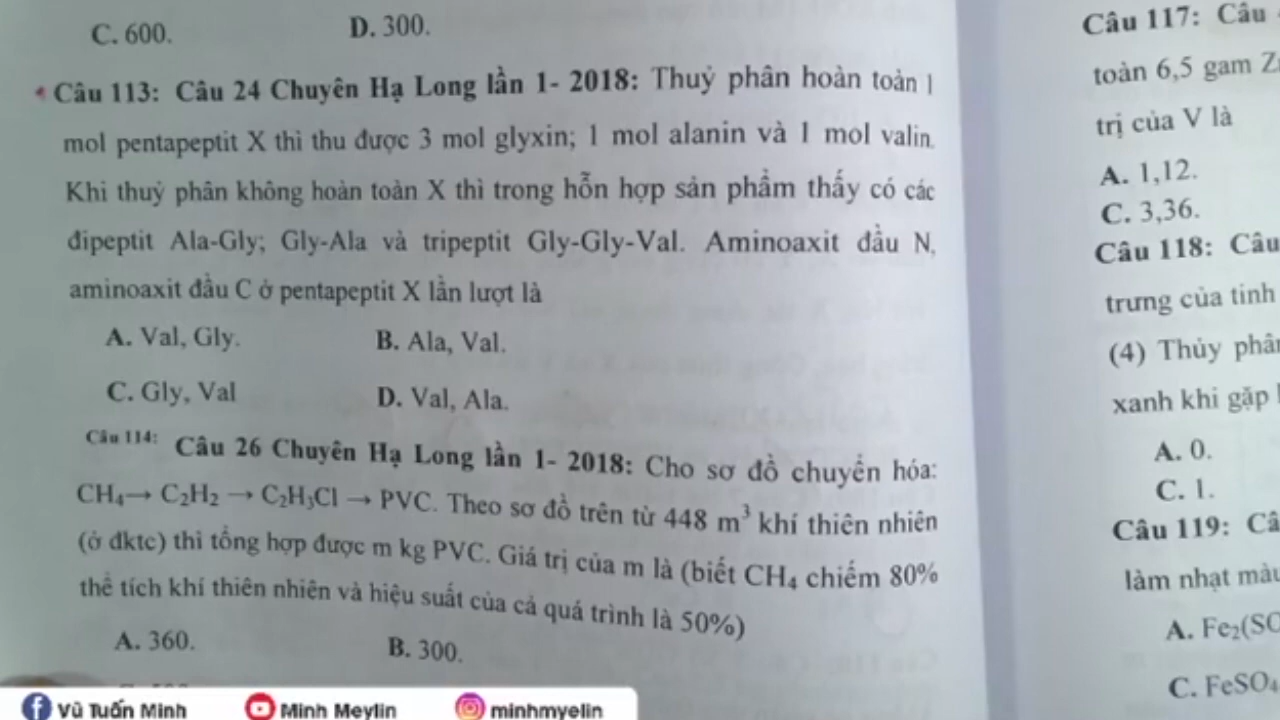 C. 600.
D. 300.
Câu 113: Câu 24 Chuyên Hạ Long lần 1- 2018: Thuỷ phân hoàn toàn 1
mol pentapeptit X thì thu được 3 mol glyxin; 1 mol alanin và 1 mol valin.
Khi thuỷ phân không hoàn toàn X thì trong hỗn hợp sản phẩm thấy có các
đipeptit Ala-Gly; Gly-Ala và tripeptit Gly-Gly-Val. Aminoaxit đầu N,
aminoaxit đầu C ở pentapeptit X lần lượt là
A. Val, Gly.
B. Ala, Val.
C. Gly, Val
D. Val, Ala.
Câu 114: Câu 26 Chuyên Hạ Long lần 1- 2018: Cho sơ đồ chuyển hóa:
CH₄→ C₂H₂ → C₂H₃Cl → PVC. Theo sơ đồ trên từ 448 m³ khí thiên nhiên
(ở đktc) thì tổng hợp được m kg PVC. Giá trị của m là (biết CH₄ chiếm 80%
thể tích khí thiên nhiên và hiệu suất của cả quá trình là 50%)
A. 360.
B. 300.
Câu 117: Câu
toàn 6,5 gam
trị của V là
A. 1,12.
C. 3,36.
Câu 118: Câu
trưng của tinh
(4) Thủy
xanh khi gặp
A. 0.
C. 1.
Câu 119:
làm nhạt
A. Fe₂(SO
C. FeSO₄
Vũ Tuấn Minh
Minh Meylin
minhmyelin